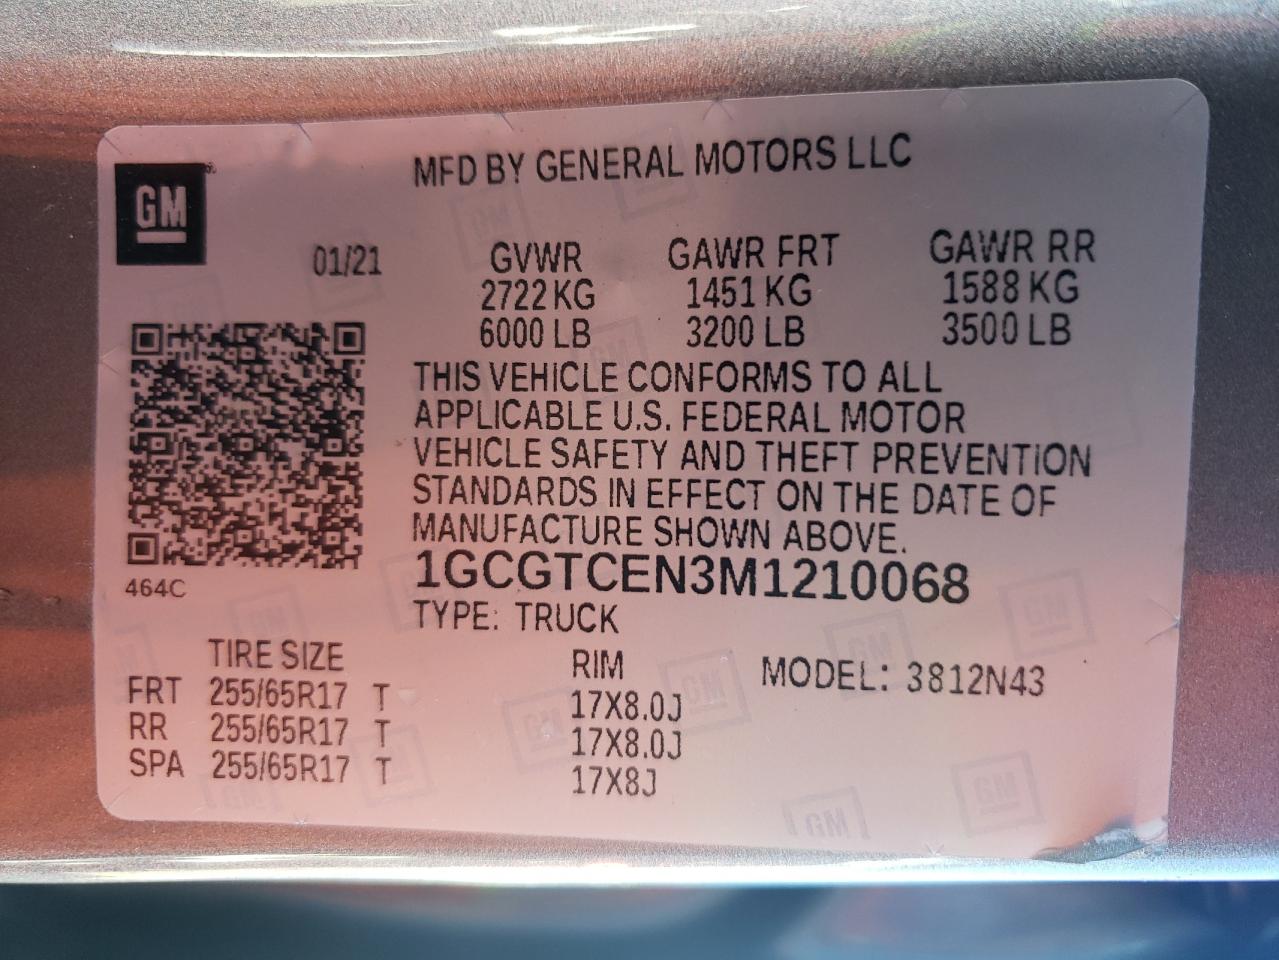 MFD BY GENERAL MOTORS LLC
GM
01/21
GVWR GAWR FRT GAWR RR
2722 KG 1451 KG 1588 KG
6000 LB 3200 LB 3500 LB
THIS VEHICLE CONFORMS TO ALL
APPLICABLE U.S. FEDERAL MOTOR
VEHICLE SAFETY AND THEFT PREVENTION
STANDARDS IN EFFECT ON THE DATE OF
MANUFACTURE SHOWN ABOVE.
1GCGTCEN3M1210068
464C
TYPE: TRUCK
TIRE SIZE RIM MODEL: 3812N43
FRT 255/65R17 T 17X8.0J
RR 255/65R17 T 17X8.0J
SPA 255/65R17 T 17X8J